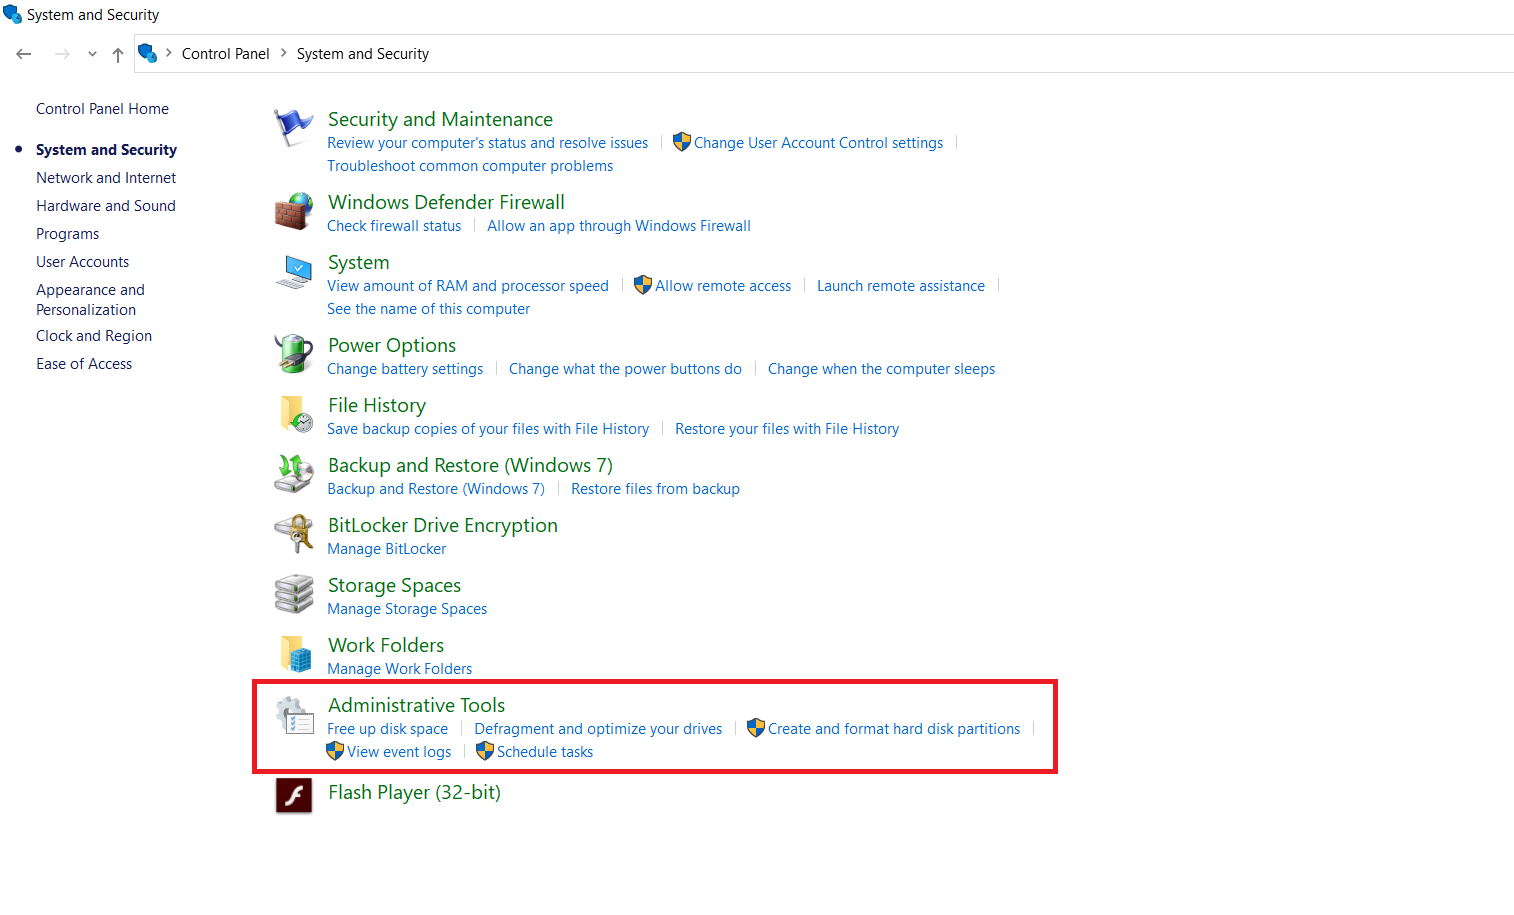 System and Security
Control Panel > System and Security
Control Panel Home
System and Security
Network and Internet
Hardware and Sound
Programs
User Accounts
Appearance and
Personalization
Clock and Region
Ease of Access
Security and Maintenance
Review your computer's status and resolve issues | Change User Account Control settings |
Troubleshoot common computer problems
Windows Defender Firewall
Check firewall status | Allow an app through Windows Firewall
System
View amount of RAM and processor speed | Allow remote access | Launch remote assistance |
See the name of this computer
Power Options
Change battery settings | Change what the power buttons do | Change when the computer sleeps
File History
Save backup copies of your files with File History | Restore your files with File History
Backup and Restore (Windows 7)
Backup and Restore (Windows 7) | Restore files from backup
BitLocker Drive Encryption
Manage BitLocker
Storage Spaces
Manage Storage Spaces
Work Folders
Manage Work Folders
Administrative Tools
Free up disk space | Defragment and optimize your drives | Create and format hard disk partitions |
View event logs | Schedule tasks
Flash Player (32-bit)